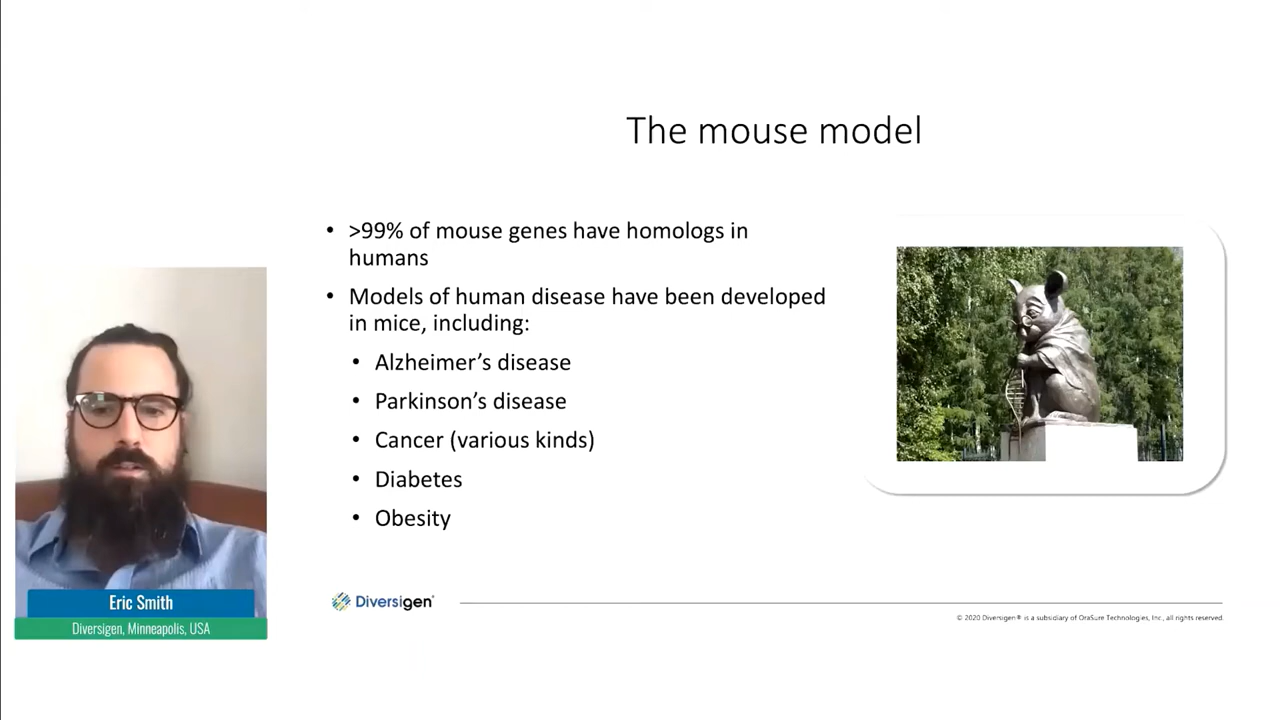 The mouse model
• >99% of mouse genes have homologs in
humans
• Models of human disease have been developed
in mice, including:
• Alzheimer’s disease
• Parkinson’s disease
• Cancer (various kinds)
• Diabetes
• Obesity
Eric Smith
Diversigen, Minneapolis, USA
Diversigen®
© 2020 Diversigen® is a subsidiary of OraSure Technologies, Inc., all rights reserved.